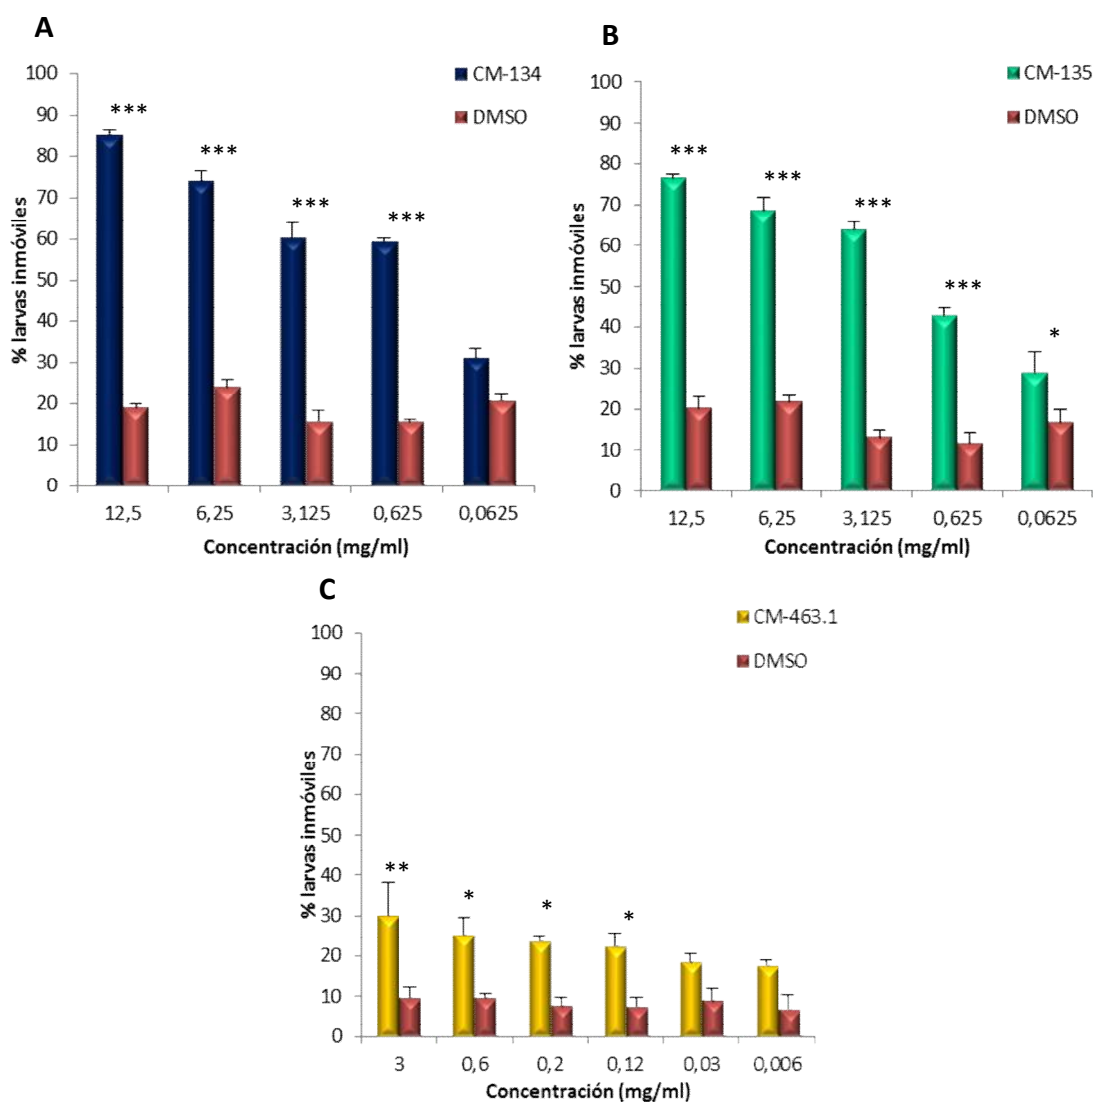 A
CM-134
DMSO
100
90
80
70
60
50
40
30
20
10
0
% larvas inmóviles
***
***
***
***
12,5 6,25 3,125 0,625 0,0625
Concentración (mg/ml)
B
CM-135
DMSO
100
90
80
70
60
50
40
30
20
10
0
% larvas inmóviles
***
***
***
***
*
12,5 6,25 3,125 0,625 0,0625
Concentración (mg/ml)
C
CM-463.1
DMSO
100
90
80
70
60
50
40
30
20
10
0
% larvas inmóviles
**
*
*
*
3 0,6 0,2 0,12 0,03 0,006
Concentración (mg/ml)